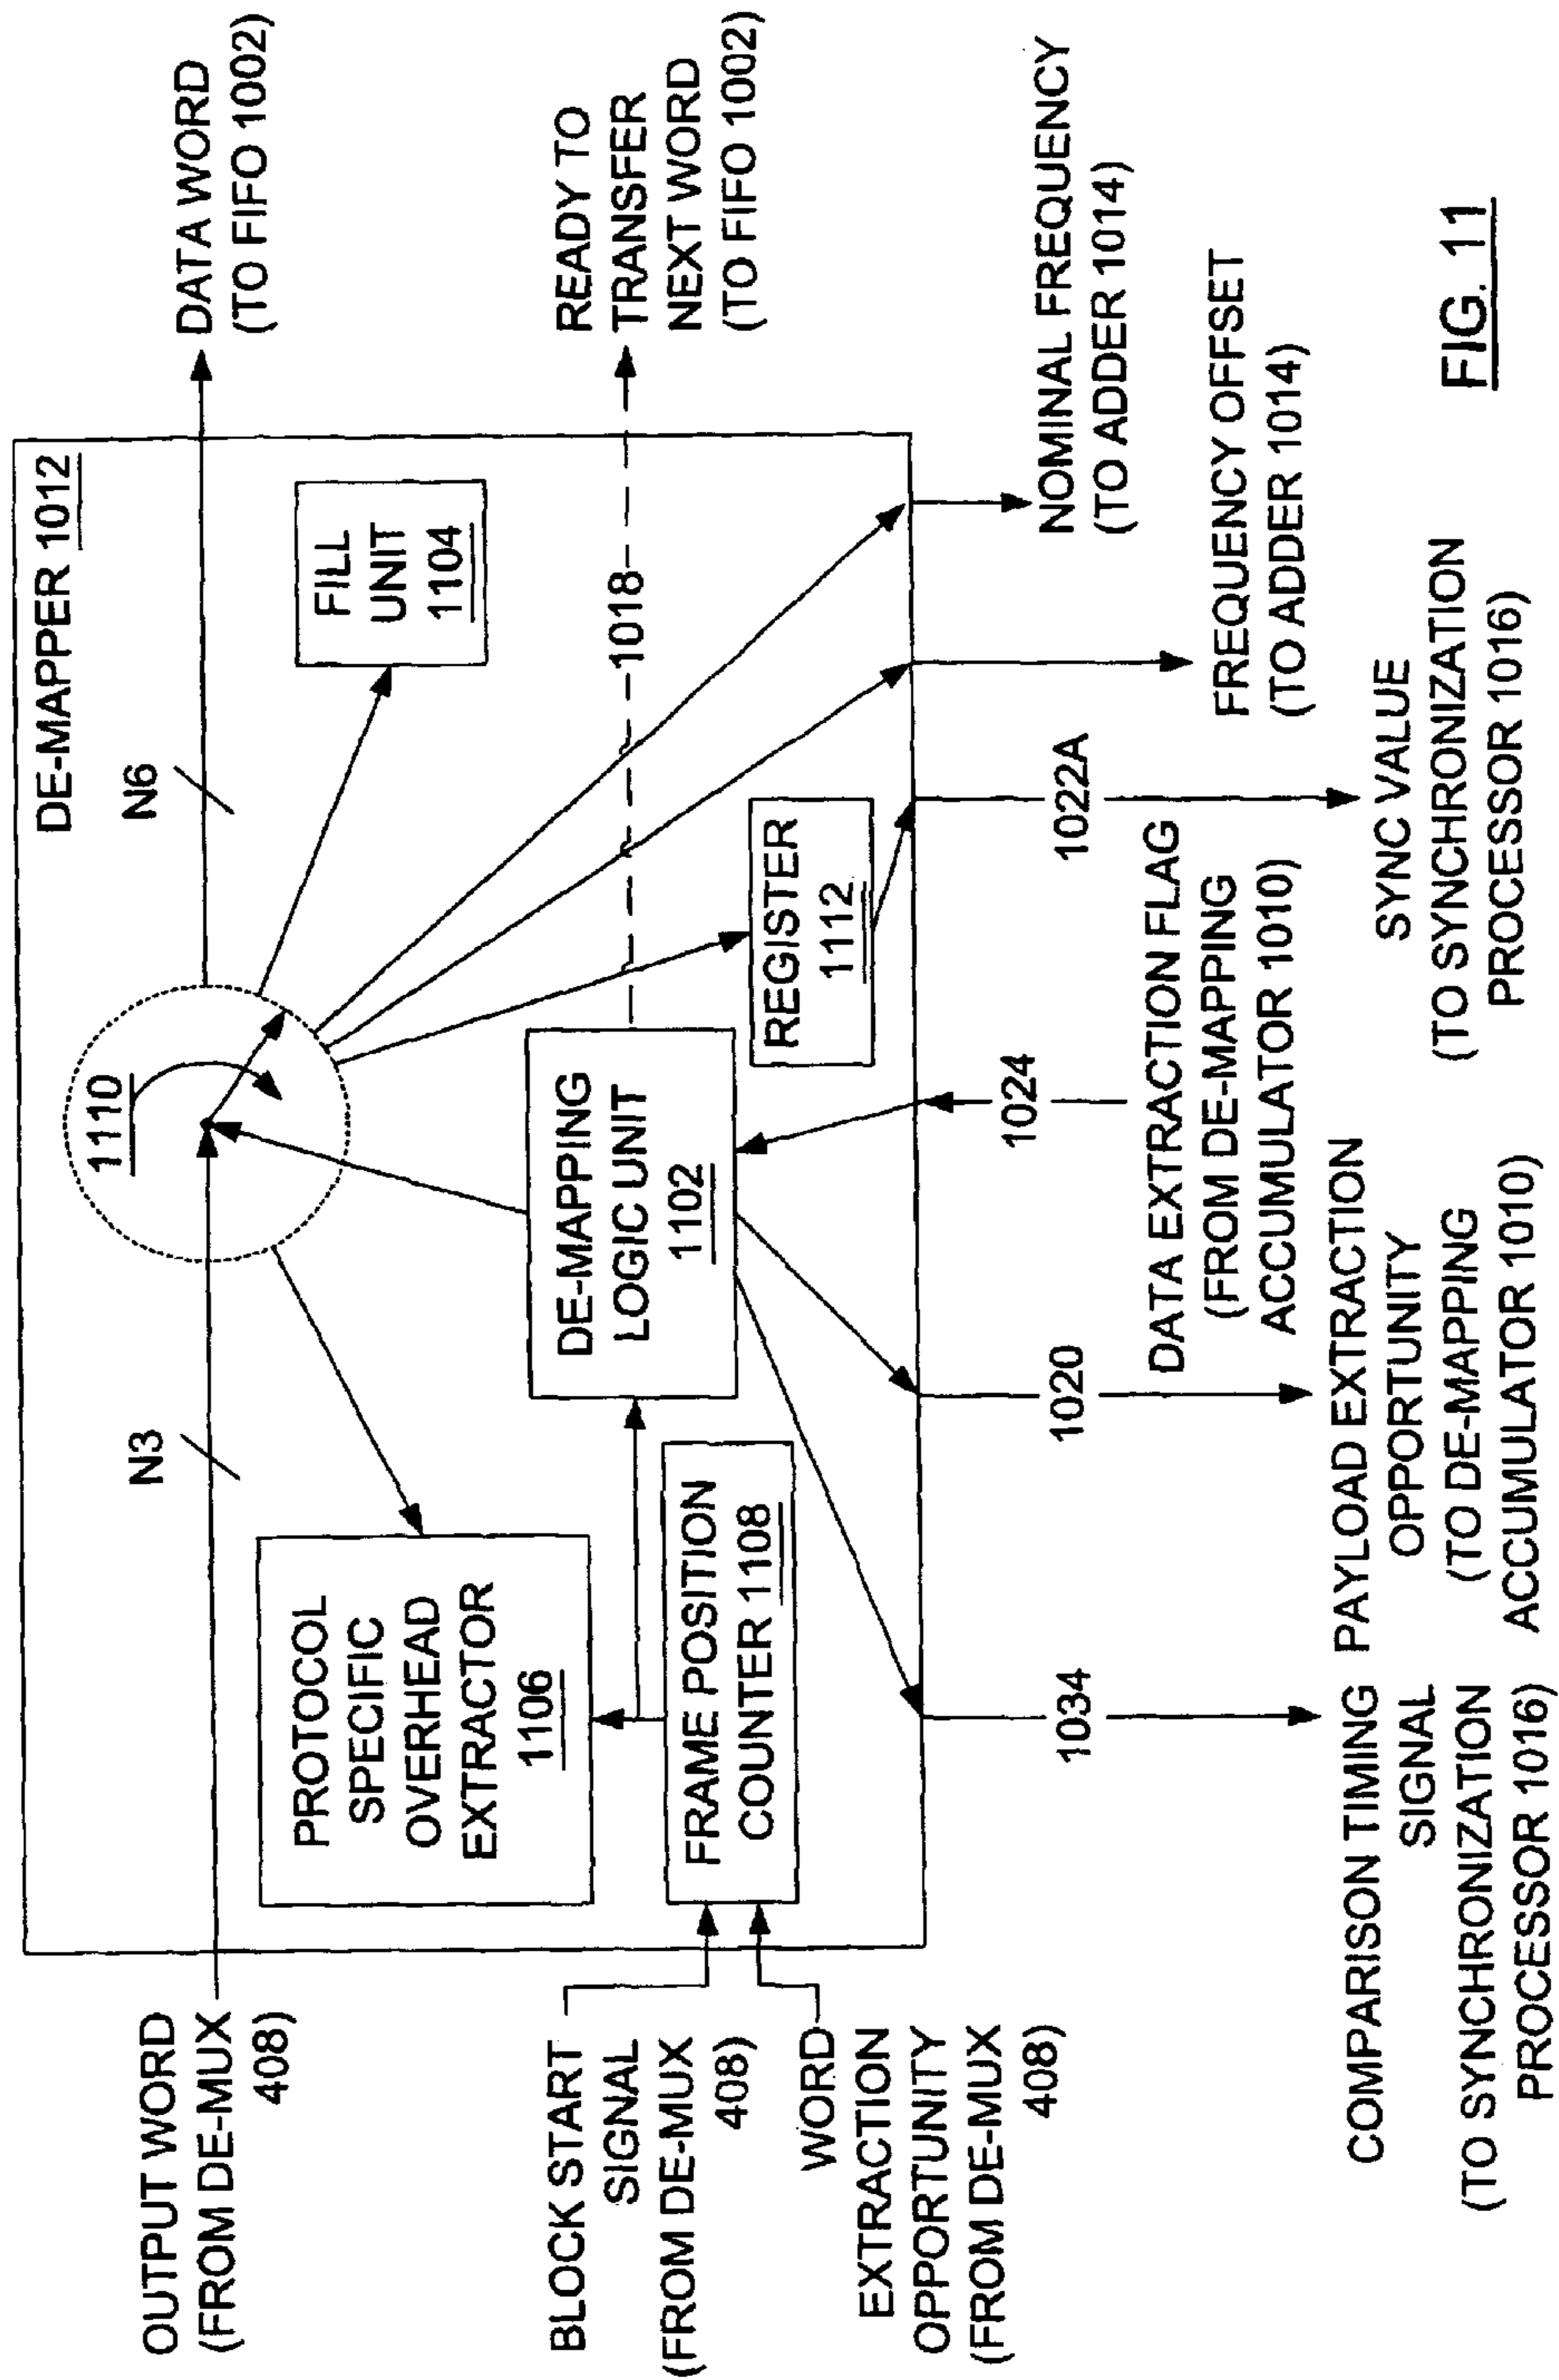 DE-MAPPER 1012
OUTPUT WORD
(FROM DE-MUX
408)
N3
1110
N6
DATA WORD
(TO FIFO 1002)
PROTOCOL
SPECIFIC
OVERHEAD
EXTRACTOR
1106
FILL
UNIT
1104
BLOCK START
SIGNAL
(FROM DE-MUX
408)
WORD
EXTRACTION
OPPORTUNITY
(FROM DE-MUX
408)
FRAME POSITION
COUNTER 1108
DE-MAPPING
LOGIC UNIT
1102
1018
READY TO
TRANSFER
NEXT WORD
(TO FIFO 1002)
REGISTER
1112
1034
COMPARISON TIMING
SIGNAL
(TO SYNCHRONIZATION
PROCESSOR 1016)
1020
PAYLOAD EXTRACTION
OPPORTUNITY
(TO DE-MAPPING
ACCUMULATOR 1010)
1024
DATA EXTRACTION FLAG
(FROM DE-MAPPING
ACCUMULATOR 1010)
1022A
SYNC VALUE
(TO SYNCHRONIZATION
PROCESSOR 1016)
FREQUENCY OFFSET
(TO ADDER 1014)
NOMINAL FREQUENCY
(TO ADDER 1014)
FIG. 11